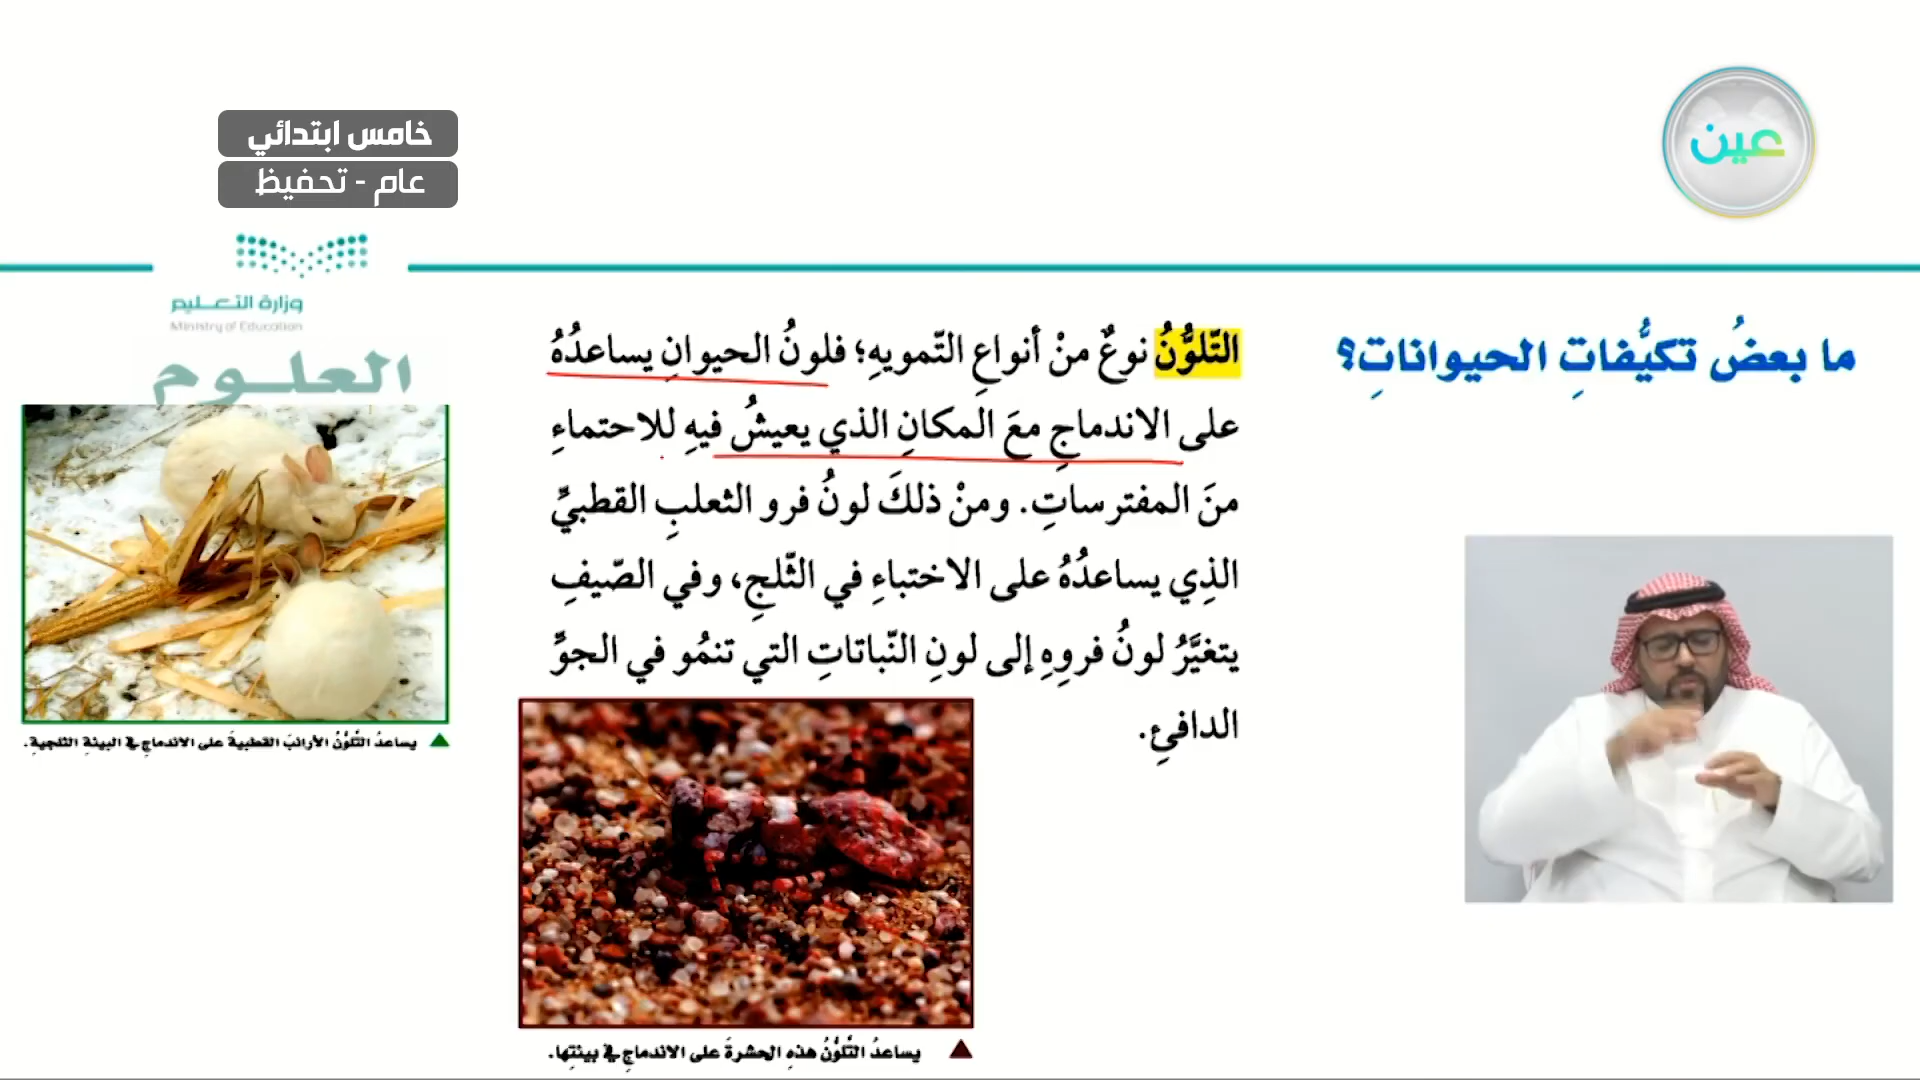 عين
خامس ابتدائي
عام - تحفيظ
وزارة التعليم
Ministry of Education
العلوم
ما بعضُ تكيُّفاتِ الحيواناتِ؟
التّلوُّنُ نوعٌ منْ أنواعِ التّمويهِ؛ فلونُ الحيوانِ يساعدُهُ
على الاندماجِ معَ المكانِ الذي يعيشُ فيهِ للاحتماءِ
منَ المفترساتِ. ومنْ ذلكَ لونُ فروِ الثعلبِ القطبيِّ
الذِي يساعدُهُ على الاختباءِ في الثّلجِ، وفي الصّيفِ
يتغيَّرُ لونُ فروِهِ إلى لونِ النّباتاتِ التي تنمُو في الجوِّ
الدافئِ.
يساعدُ التَّلوُّنُ الأرانبَ القطبيةَ على الاندماجِ في البيئةِ الثلجيةِ.
يساعدُ التَّلوُّنُ هذهِ الحشرةَ على الاندماجِ في بيئتِها.